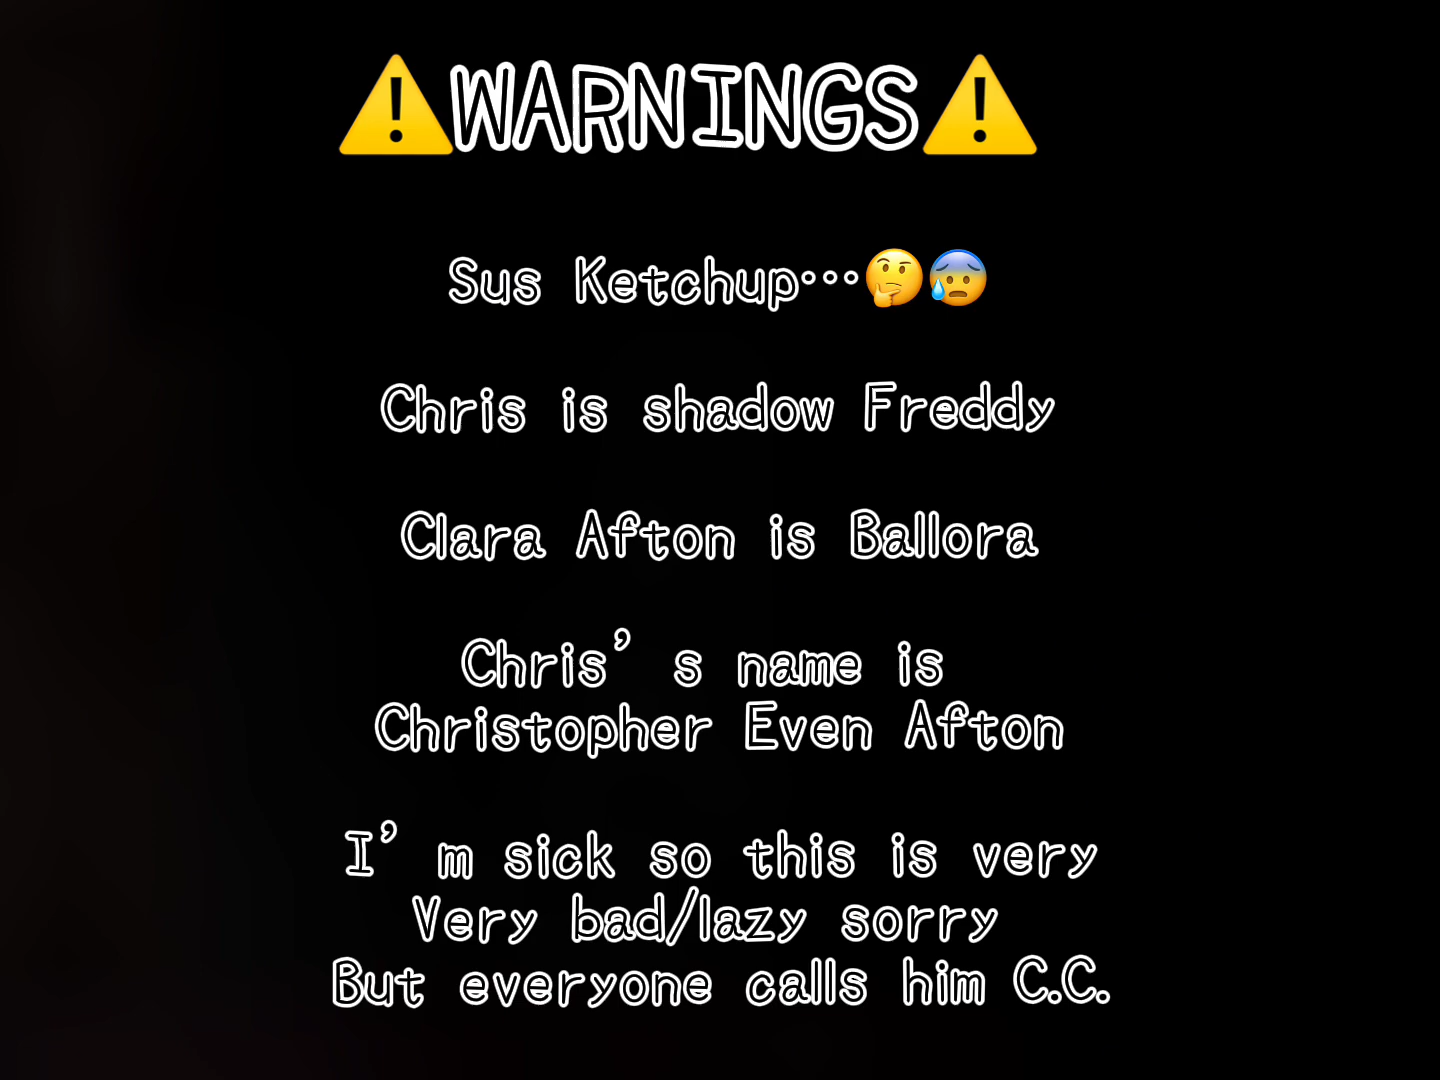 ⚠️WARNINGS⚠️
Sus Ketchup…🤔😰
Chris is shadow Freddy
Clara Afton is Ballora
Chris’s name is
Christopher Even Afton
I’m sick so this is very
Very bad/lazy sorry
But everyone calls him C.C.